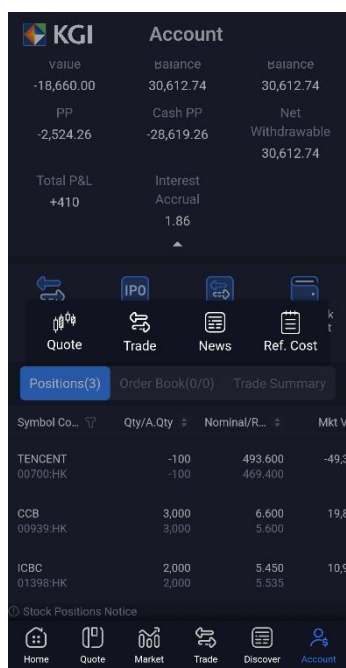 KGI
Account
Value
Balance
Balance
-18,660.00
30,612.74
30,612.74
PP
Cash PP
Net Withdrawable
-2,524.26
-28,619.26
30,612.74
Total P&L
Interest Accrual
+410
1.86
IPO
Quote
Trade
News
Ref. Cost
Positions(3)
Order Book(0/0)
Trade Summary
Symbol Co...
Qty/A.Qty
Nominal/R...
Mkt V
TENCENT
-100
493.600
-49,3
00700:HK
-100
469.400
CCB
3,000
6.600
19,8
00939:HK
3,000
5.600
ICBC
2,000
5.450
10,9
01398:HK
2,000
5.535
Stock Positions Notice
Home
Quote
Market
Trade
Discover
Account